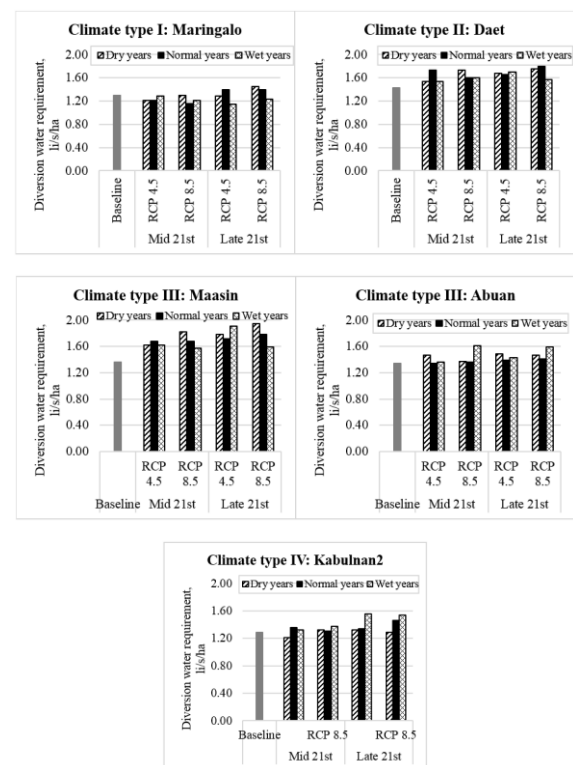 Climate type I: Maringalo
Diversion water requirement,
li/s/ha
2.00
1.60
1.20
0.80
0.40
0.00
Dry years Normal years Wet years
Baseline
RCP 4.5
RCP 8.5
RCP 4.5
RCP 8.5
Mid 21st Late 21st
Climate type II: Daet
Diversion water requirement,
li/s/ha
2.00
1.60
1.20
0.80
0.40
0.00
Dry years Normal years Wet years
Baseline
RCP 4.5
RCP 8.5
RCP 4.5
RCP 8.5
Mid 21st Late 21st
Climate type III: Maasin
Diversion water requirement,
li/s/ha
Dry years Normal years Wet years
2.00
1.60
1.20
0.80
0.40
0.00
RCP RCP RCP RCP
4.5 8.5 4.5 8.5
Baseline Mid 21st Late 21st
Climate type III: Abuan
Diversion water requirement,
li/s/ha
2.00
Dry years Normal years Wet years
1.60
1.20
0.80
0.40
0.00
RCP RCP RCP RCP
4.5 8.5 4.5 8.5
Baseline Mid 21st Late 21st
Climate type IV: Kabulnan2
Diversion water requirement,
li/s/ha
2.00
Dry years Normal years Wet years
1.60
1.20
0.80
0.40
0.00
Baseline RCP 8.5 RCP 8.5
Mid 21st Late 21st